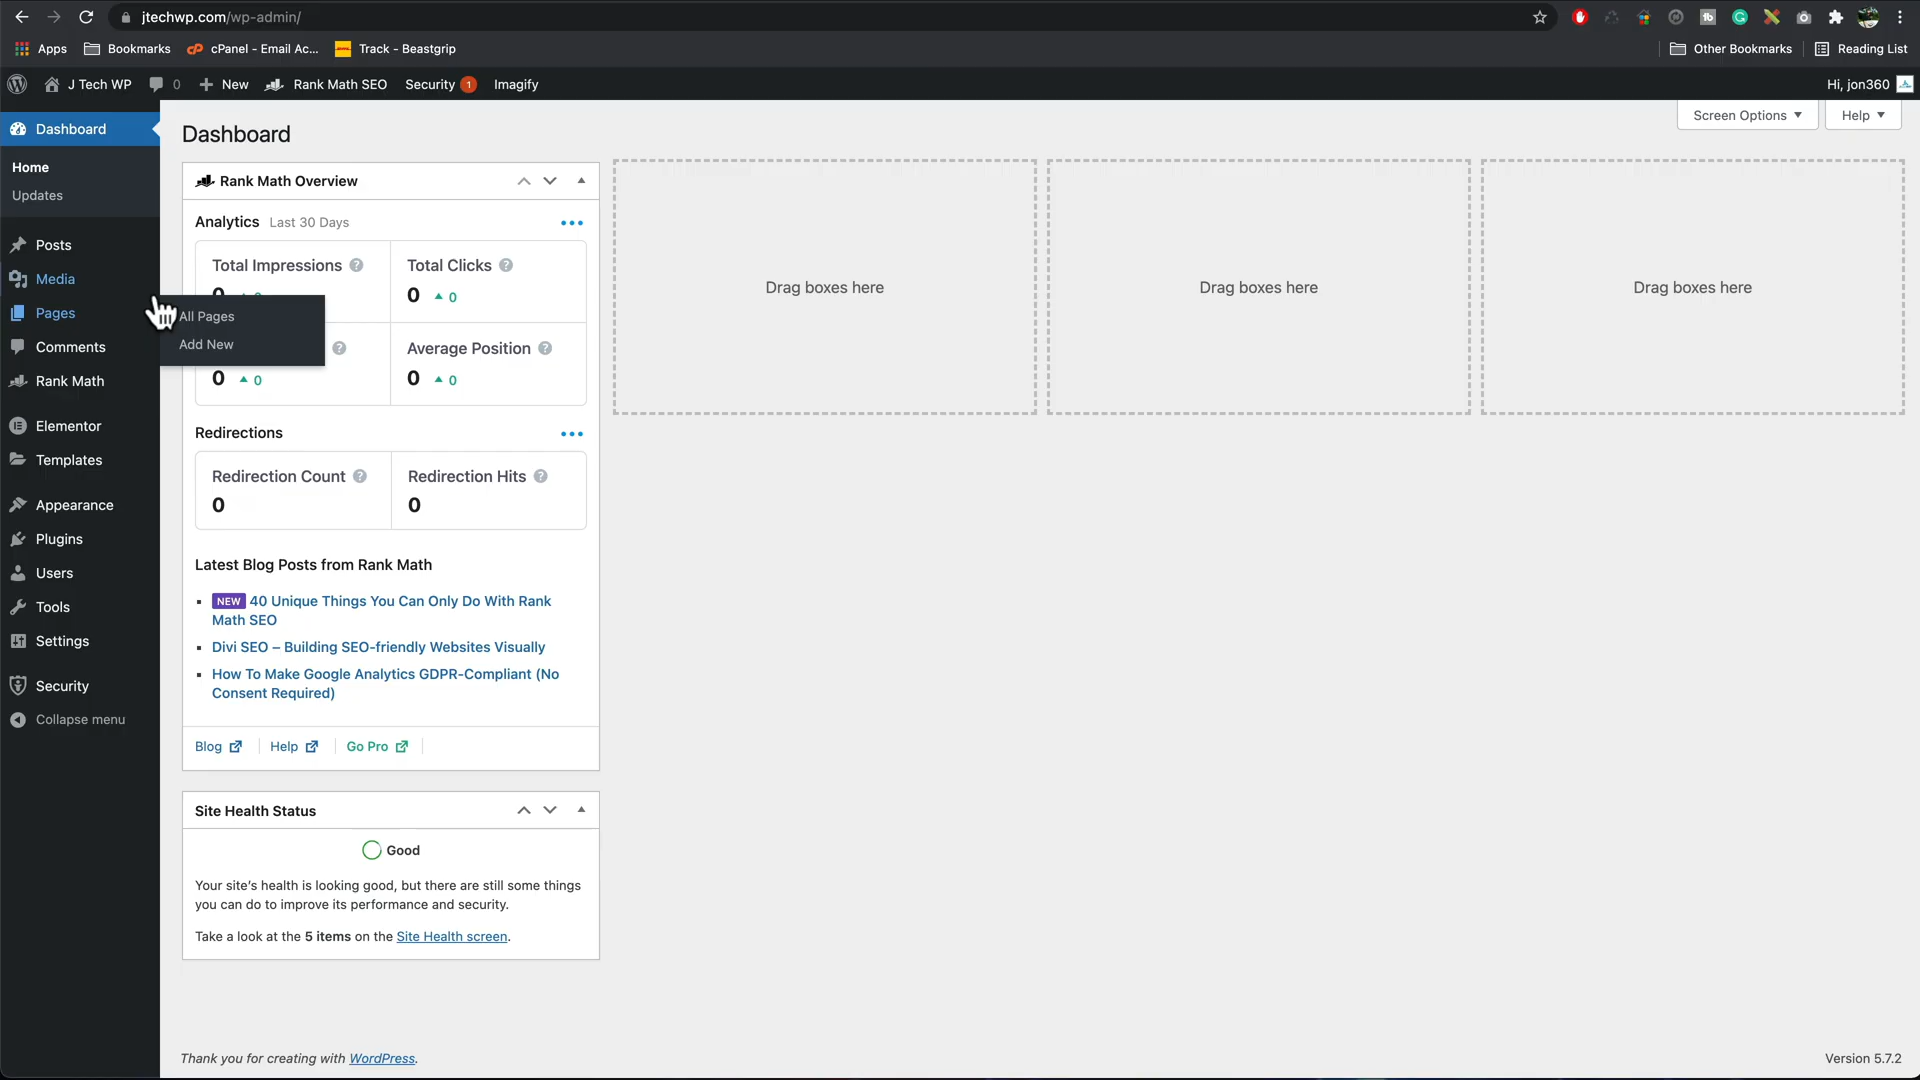 jtechwp.com/wp-admin/
Apps Bookmarks cPanel - Email Ac... Track - Beastgrip Other Bookmarks Reading List
J Tech WP 0 New Rank Math SEO Security 1 Imagify Hi, jon360
Dashboard
Home
Updates
Posts
Media
Pages
All Pages
Add New
Comments
Rank Math
Elementor
Templates
Appearance
Plugins
Users
Tools
Settings
Security
Collapse menu
Dashboard
Screen Options Help
Rank Math Overview
Analytics Last 30 Days
Total Impressions Total Clicks
0 0 0 0
Average Position
0 0 0 0
Redirections
Redirection Count Redirection Hits
0 0
Latest Blog Posts from Rank Math
NEW 40 Unique Things You Can Only Do With Rank
Math SEO
Divi SEO – Building SEO-friendly Websites Visually
How To Make Google Analytics GDPR-Compliant (No
Consent Required)
Blog Help Go Pro
Site Health Status
Good
Your site's health is looking good, but there are still some things
you can do to improve its performance and security.
Take a look at the 5 items on the Site Health screen.
Drag boxes here Drag boxes here Drag boxes here
Thank you for creating with WordPress.
Version 5.7.2